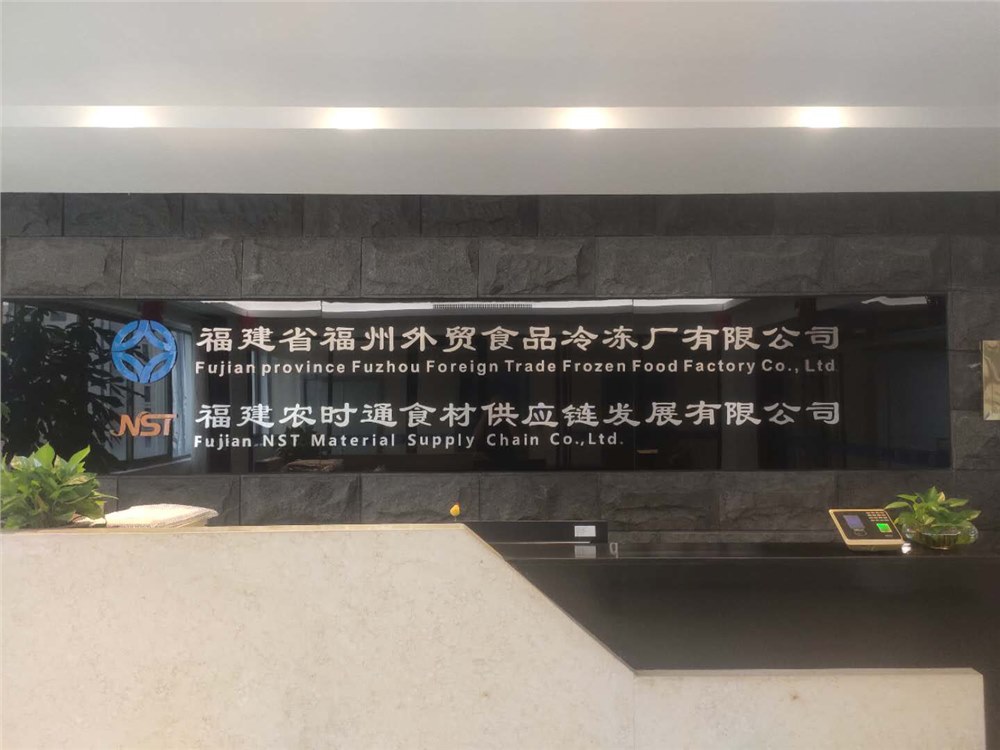 福建省福州外贸食品冷冻厂有限公司
Fujian province Fuzhou Foreign Trade Frozen Food Factory Co., Ltd
NST 福建农时通食材供应链发展有限公司
Fujian NST Material Supply Chain Co.,Ltd.